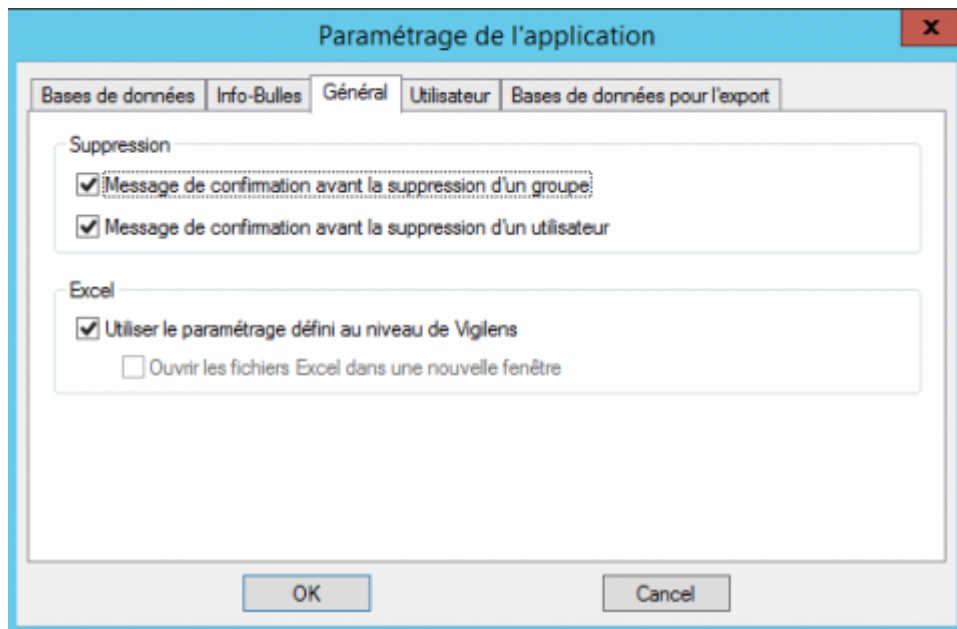 Paramétrage de l'application
x
Bases de données Info-Bulles Général Utilisateur Bases de données pour l'export
Suppression
Message de confirmation avant la suppression d'un groupe
Message de confirmation avant la suppression d'un utilisateur
Excel
Utiliser le paramétrage défini au niveau de Vigilens
Ouvrir les fichiers Excel dans une nouvelle fenêtre
OK Cancel